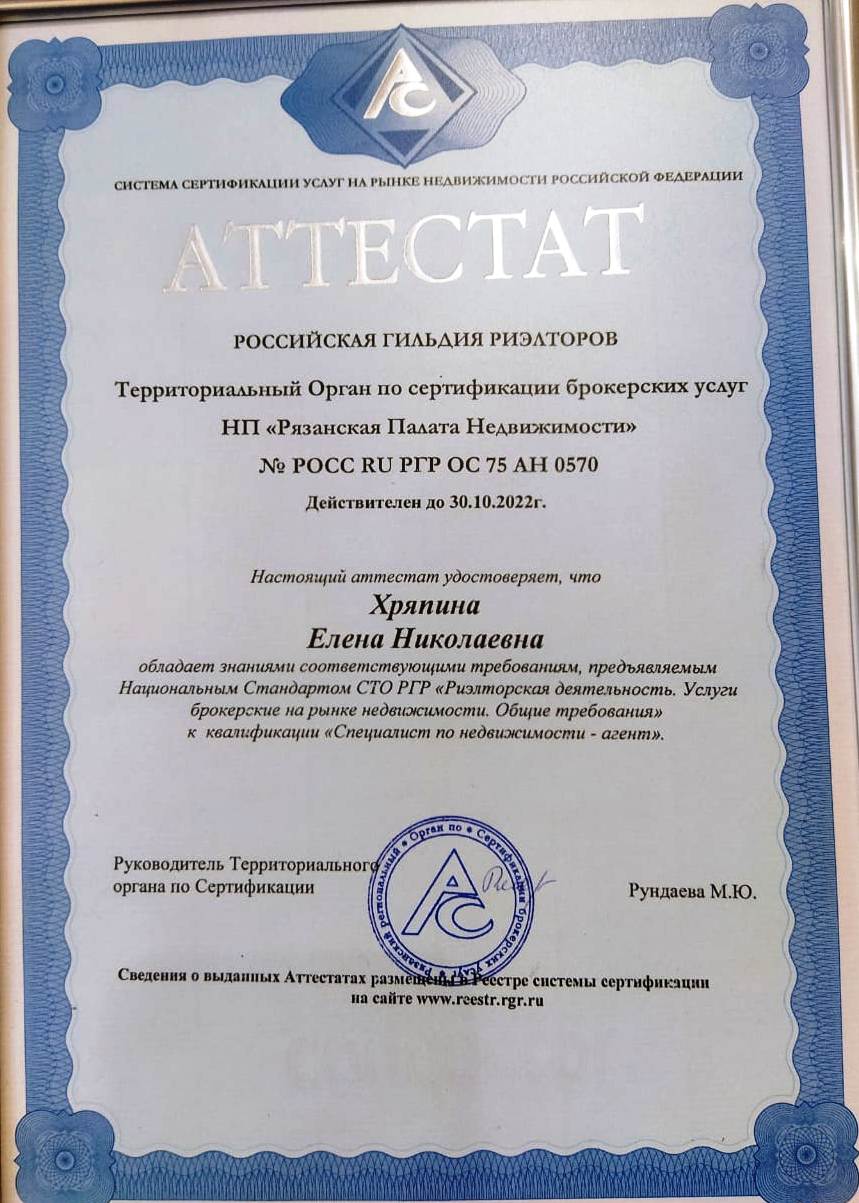 АС
СИСТЕМА СЕРТИФИКАЦИИ УСЛУГ НА РЫНКЕ НЕДВИЖИМОСТИ РОССИЙСКОЙ ФЕДЕРАЦИИ
АТТЕСТАТ
РОССИЙСКАЯ ГИЛЬДИЯ РИЭЛТОРОВ
Территориальный Орган по сертификации брокерских услуг
НП «Рязанская Палата Недвижимости»
№ РОСС RU РГР ОС 75 АН 0570
Действителен до 30.10.2022г.
Настоящий аттестат удостоверяет, что
Хряпина
Елена Николаевна
обладает знаниями соответствующими требованиям, предъявляемым
Национальным Стандартом СТО РГР «Риэлторская деятельность. Услуги
брокерские на рынке недвижимости. Общие требования»
к квалификации «Специалист по недвижимости - агент».
Руководитель Территориального
органа по Сертификации
Рязанский Региональный • Орган по • Сертификации брокерских услуг •
АС
Рундаева М.Ю.
Сведения о выданных Аттестатах размещены в Реестре системы сертификации
на сайте www.reestr.rgr.ru